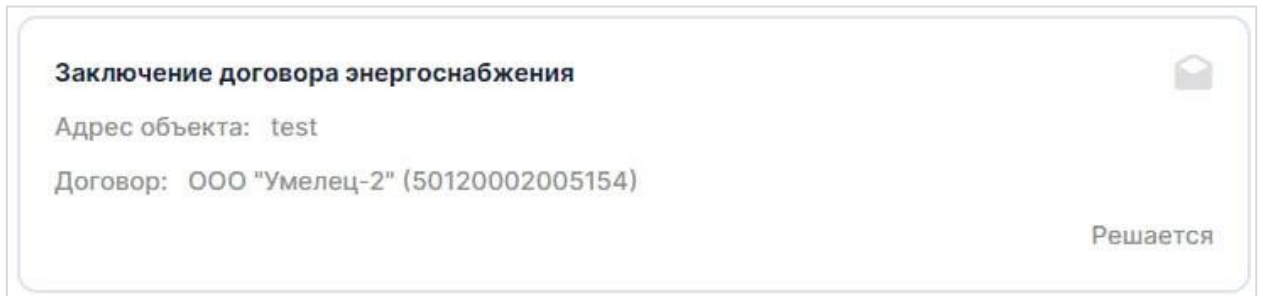 Заключение договора энергоснабжения
Адрес объекта: test
Договор: ООО "Умелец-2" (50120002005154)
Решается